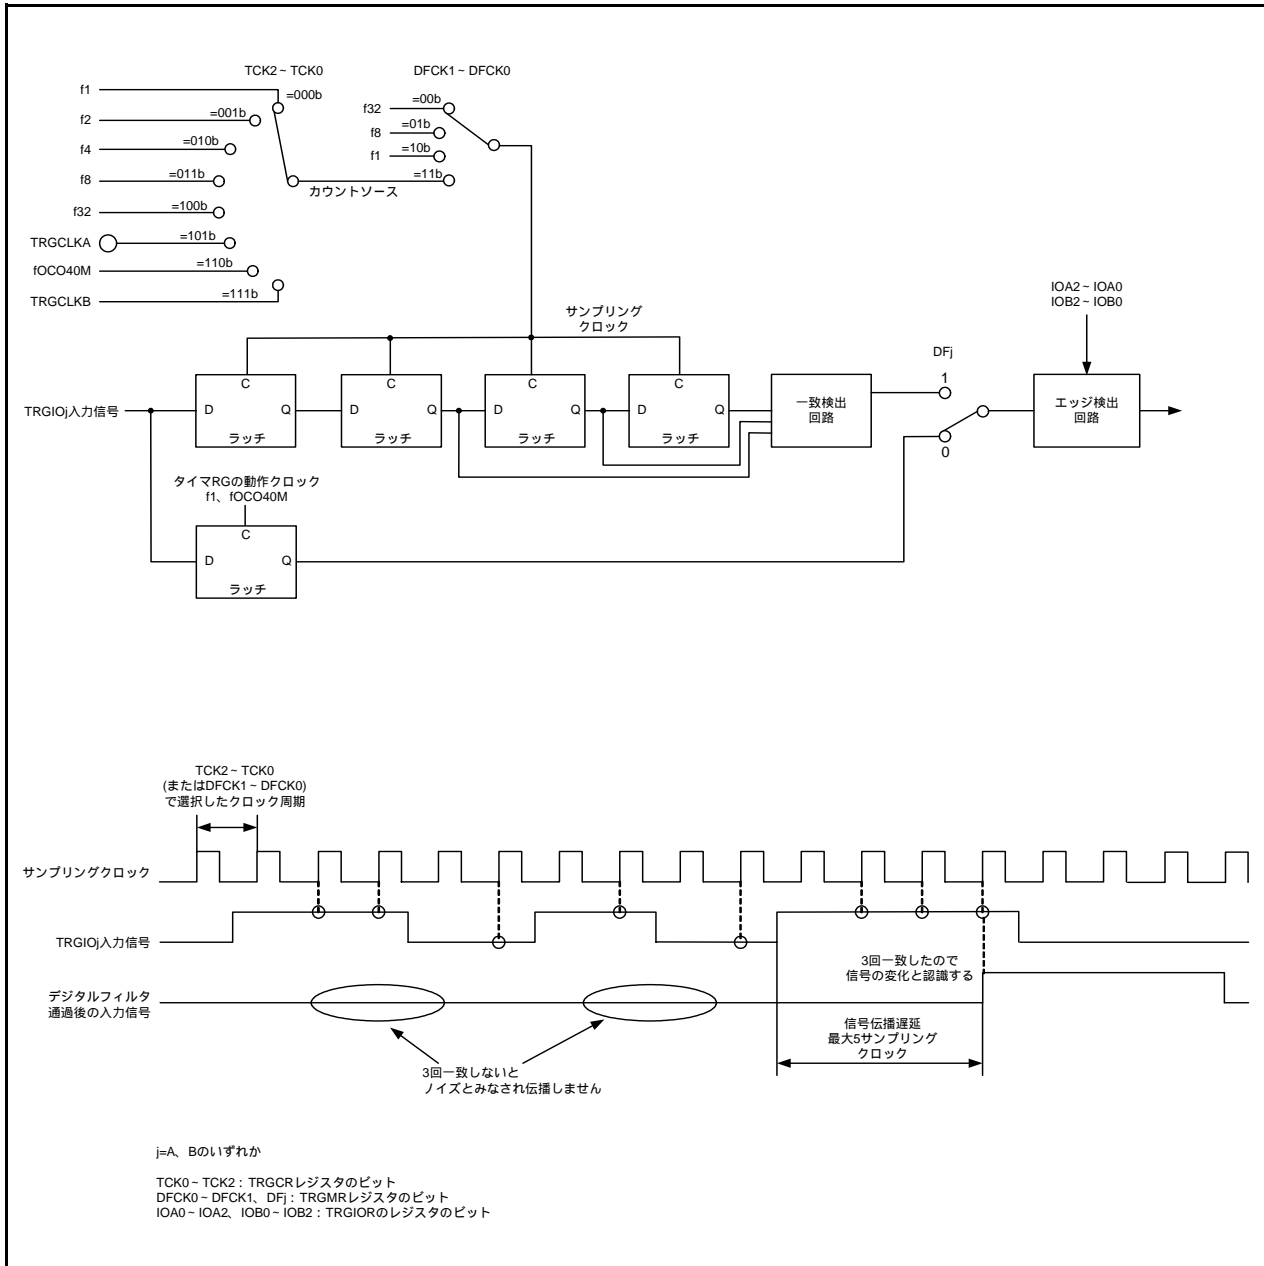 TCK2～TCK0
DFCK1～DFCK0
f1
=000b
f2
=001b
f4
=010b
f8
=011b
f32
=100b
TRGCLKA
=101b
fOCO40M
=110b
TRGCLKB
=111b
カウントソース
f32
=00b
f8
=01b
f1
=10b
=11b
サンプリング
クロック
IOA2～IOA0
IOB2～IOB0
DFj
1
0
TRGIOj入力信号
C
D
Q
ラッチ
C
D
Q
ラッチ
C
D
Q
ラッチ
C
D
Q
ラッチ
一致検出
回路
エッジ検出
回路
タイマRGの動作クロック
f1、fOCO40M
C
D
Q
ラッチ
TCK2～TCK0
(またはDFCK1～DFCK0)
で選択したクロック周期
サンプリングクロック
TRGIOj入力信号
3回一致したので
信号の変化と認識する
デジタルフィルタ
通過後の入力信号
信号伝播遅延
最大5サンプリング
クロック
3回一致しないと
ノイズとみなされ伝播しません
j=A、Bのいずれか
TCK0～TCK2：TRGCRレジスタのビット
DFCK0～DFCK1、DFj：TRGMRレジスタのビット
IOA0～IOA2、IOB0～IOB2：TRGIORのレジスタのビット